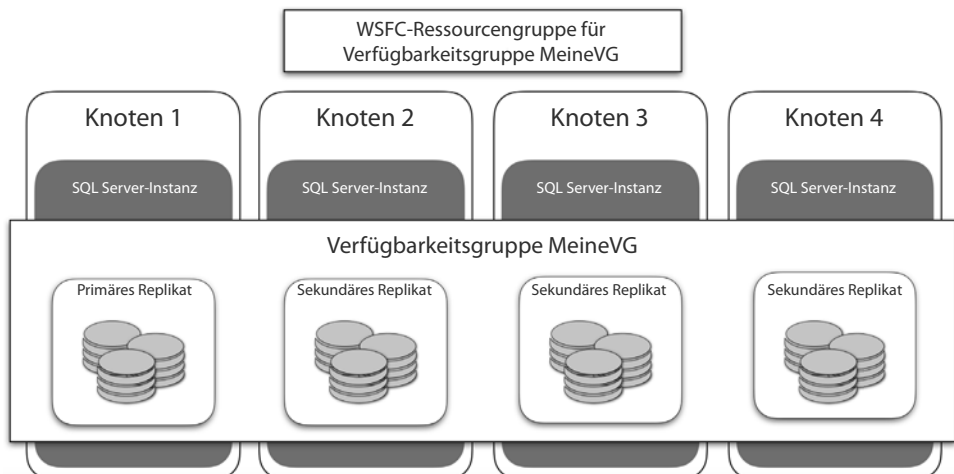 WSFC-Ressourcengruppe für
Verfügbarkeitsgruppe MeineVG
Knoten 1
Knoten 2
Knoten 3
Knoten 4
SQL Server-Instanz
SQL Server-Instanz
SQL Server-Instanz
SQL Server-Instanz
Verfügbarkeitsgruppe MeineVG
Primäres Replikat
Sekundäres Replikat
Sekundäres Replikat
Sekundäres Replikat